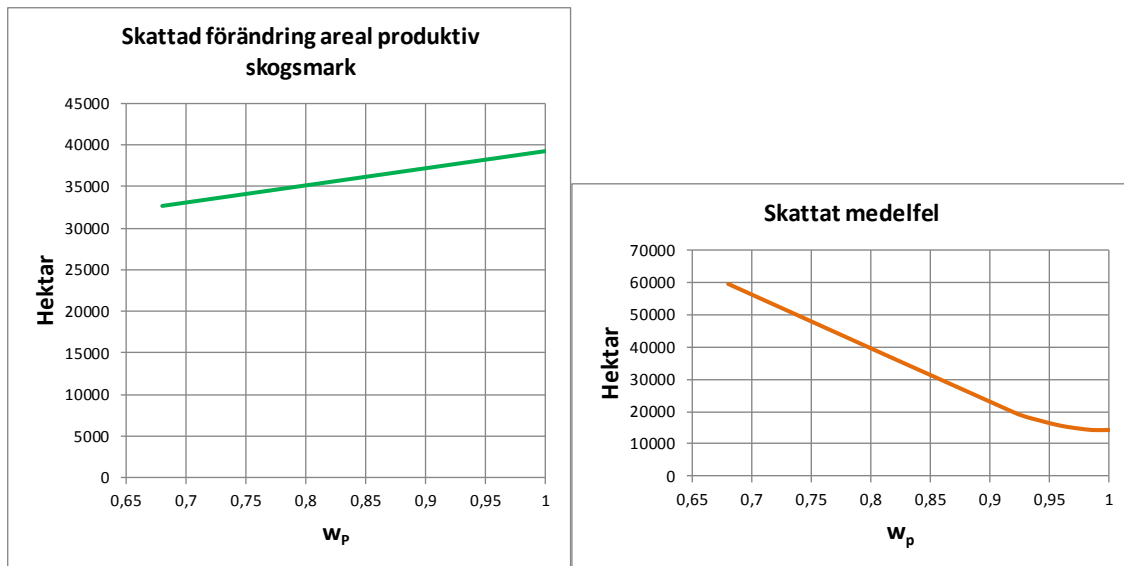 Skattad förändring areal produktiv
skogsmark
45000
40000
35000
30000
25000
20000
15000
10000
5000
0
Hektar
0,65 0,7 0,75 0,8 0,85 0,9 0,95 1
wP
Skattat medelfel
70000
60000
50000
40000
30000
20000
10000
0
Hektar
0,65 0,7 0,75 0,8 0,85 0,9 0,95 1
wp